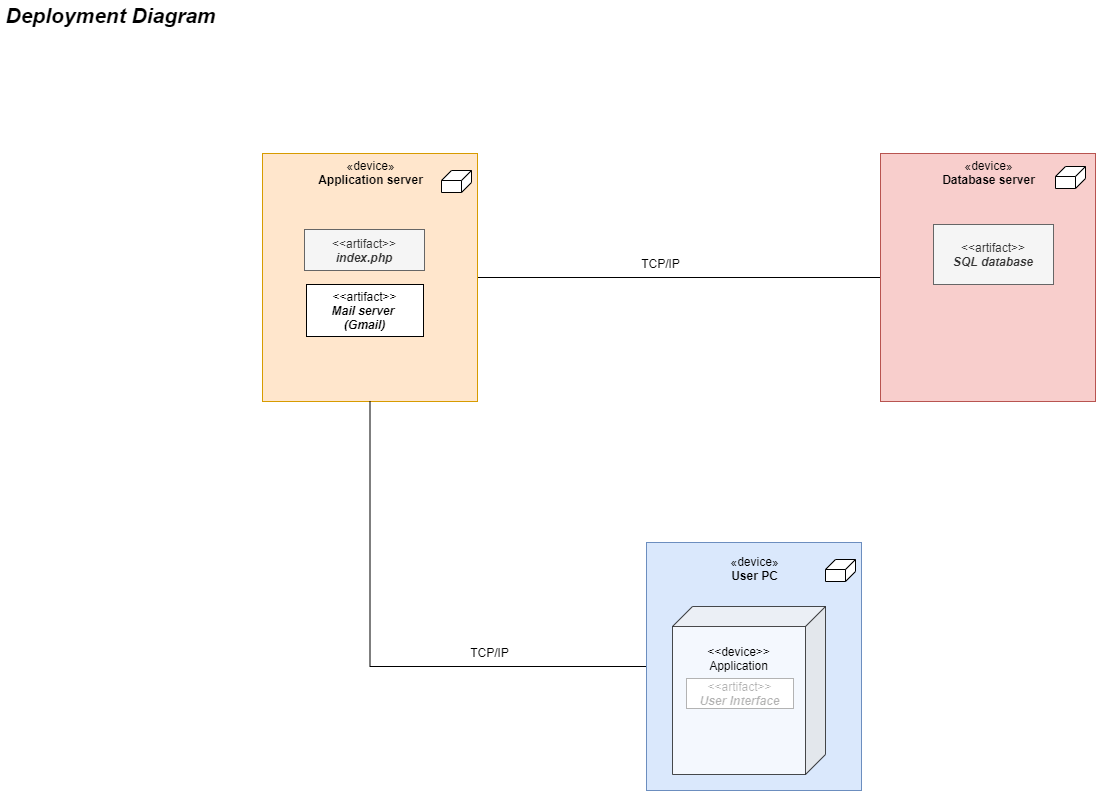 Deployment Diagram
«device»
Application server
<<artifact>>
index.php
<<artifact>>
Mail server
(Gmail)
TCP/IP
«device»
Database server
<<artifact>>
SQL database
TCP/IP
«device»
User PC
<<device>>
Application
<<artifact>>
User Interface